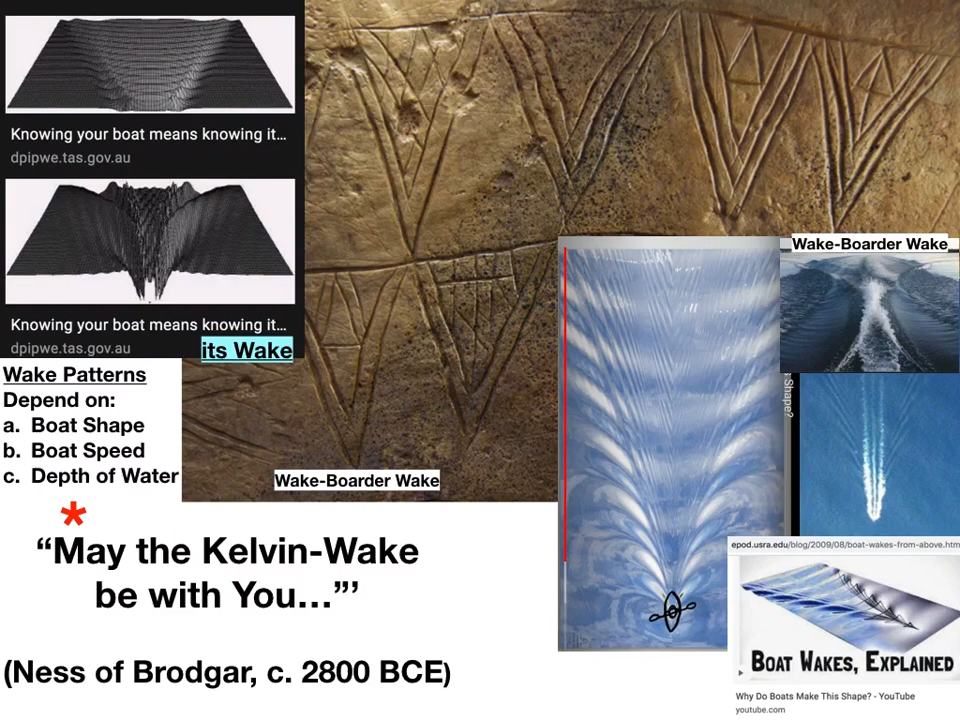 Knowing your boat means knowing it...
dpipwe.tas.gov.au
Knowing your boat means knowing it...
dpipwe.tas.gov.au
its Wake
Wake Patterns
Depend on:
a. Boat Shape
b. Boat Speed
c. Depth of Water
Wake-Boarder Wake
Wake-Boarder Wake
s Shape?
*
“May the Kelvin-Wake
be with You...”’
(Ness of Brodgar, c. 2800 BCE)
epod.usra.edu/blog/2009/08/boat-wakes-from-above.htm
BOAT WAKES, EXPLAINED
Why Do Boats Make This Shape? - YouTube
youtube.com